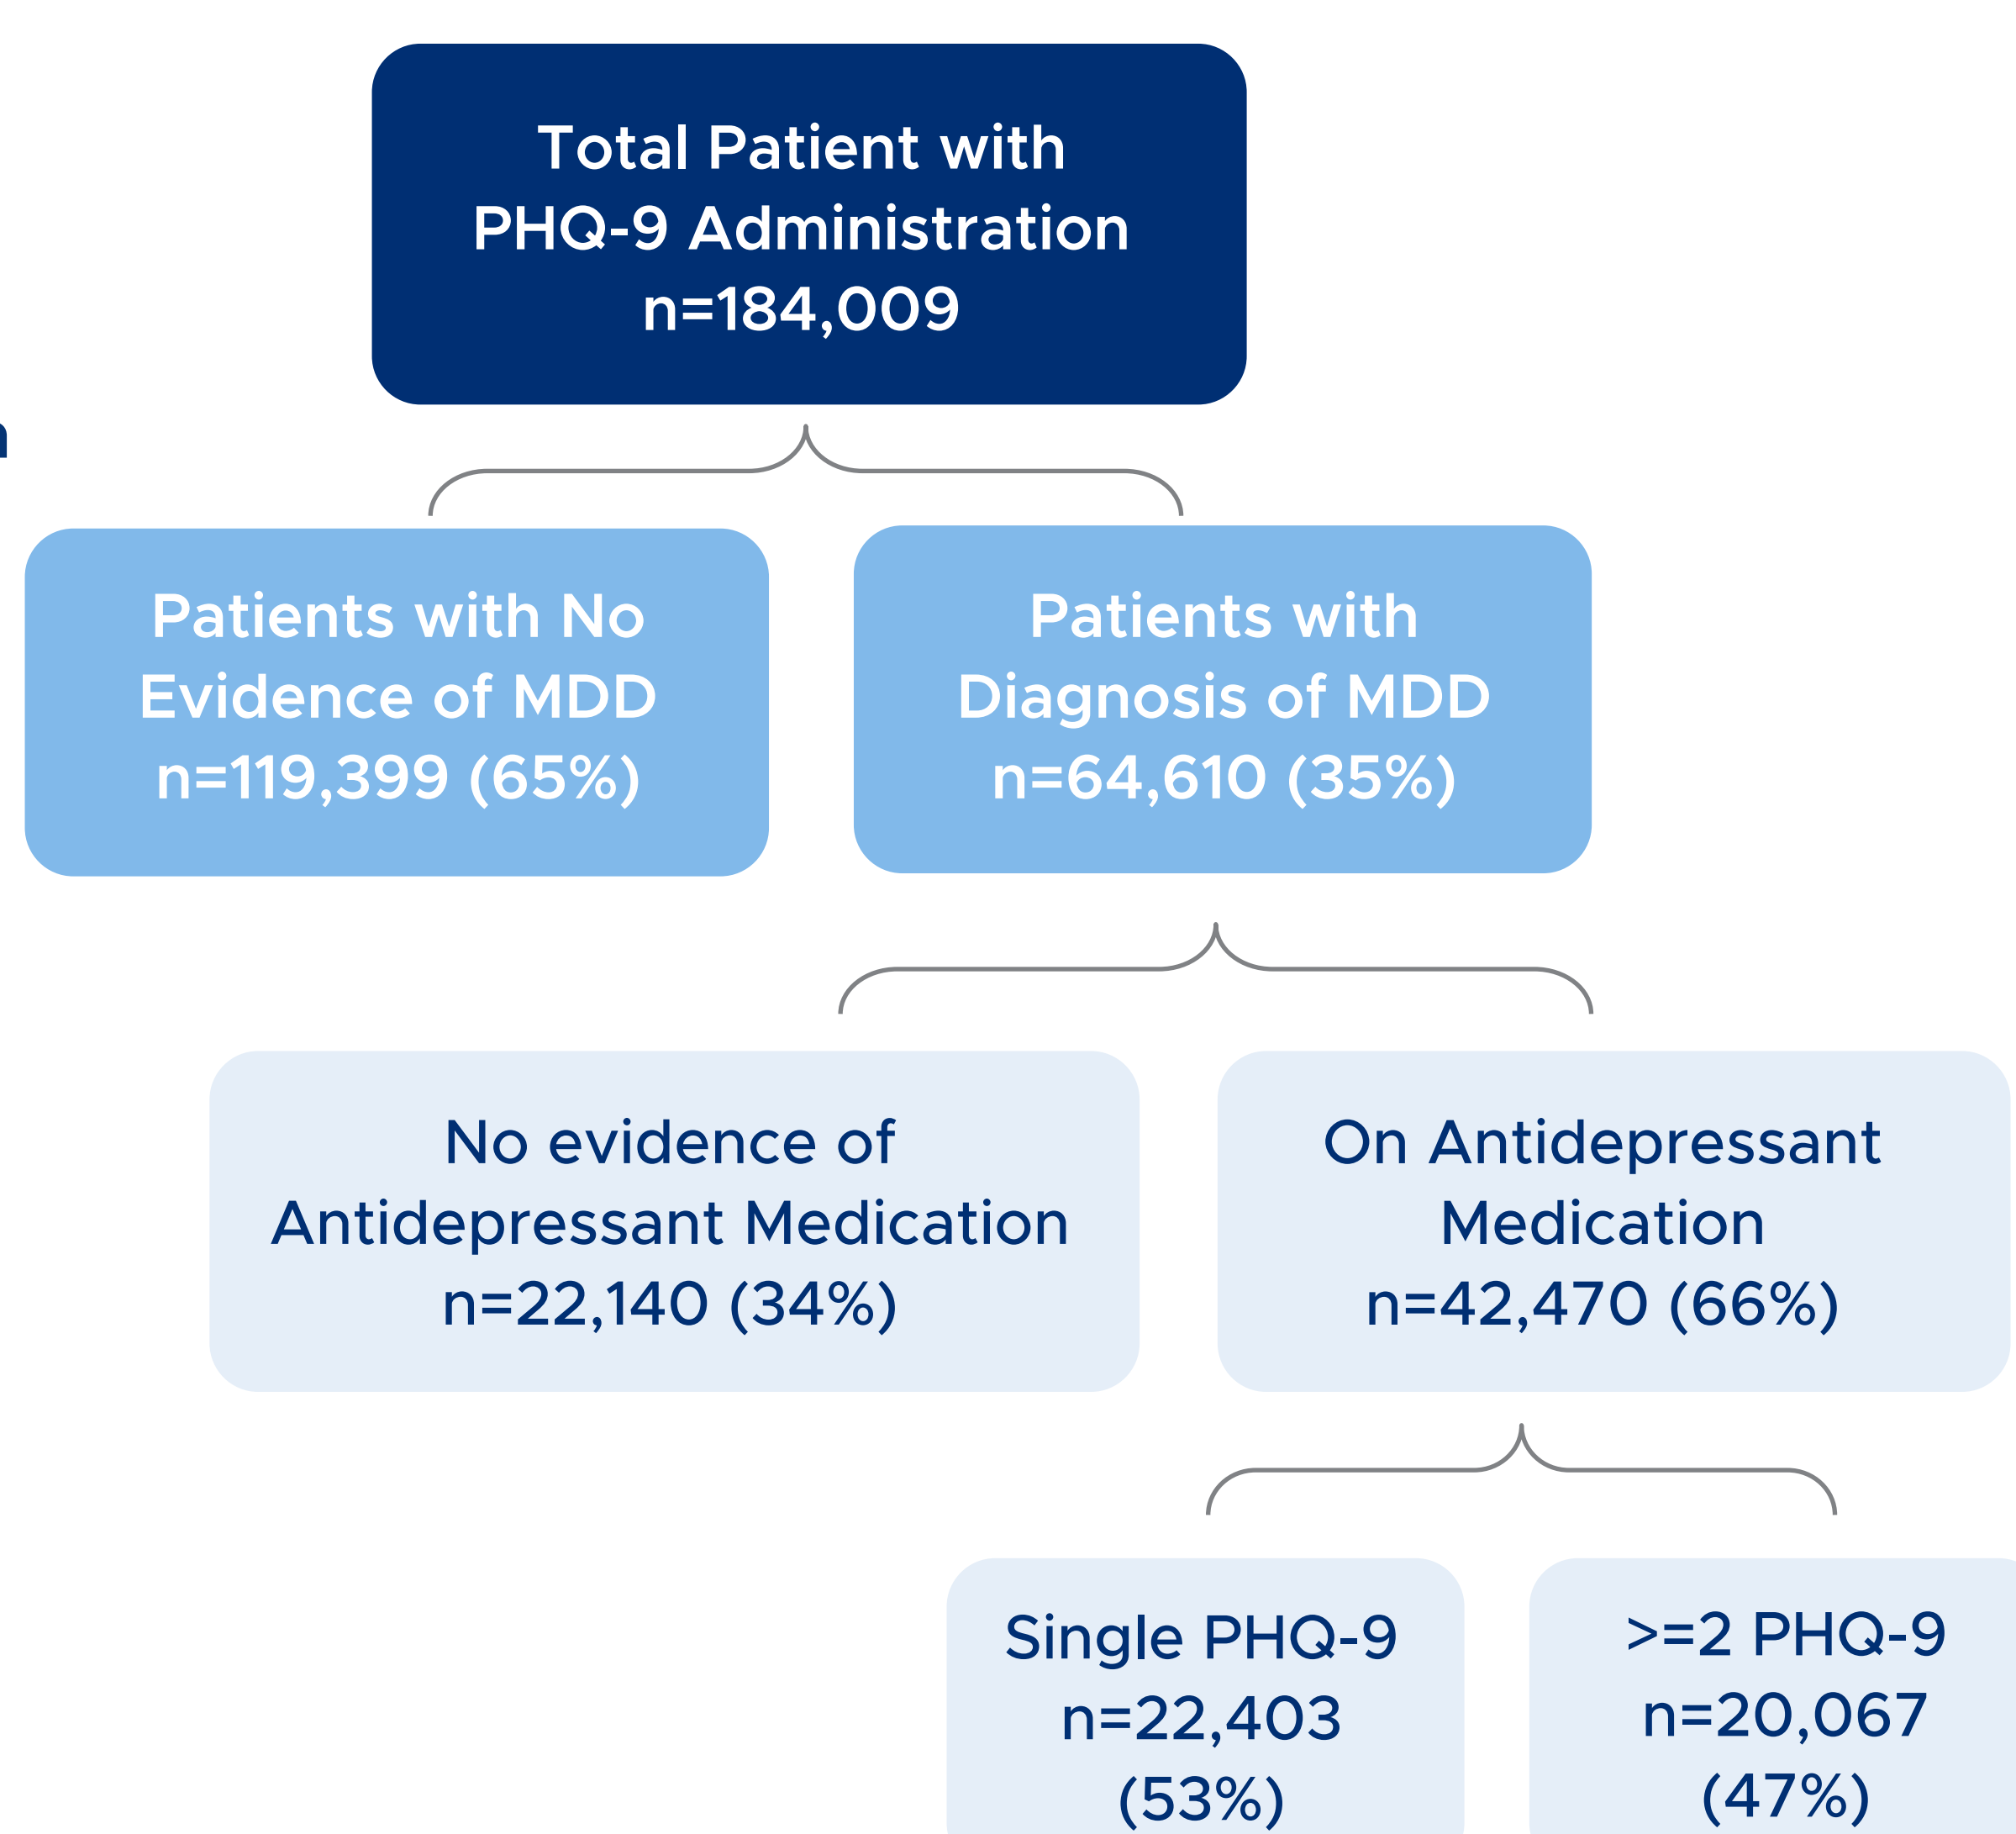 Total Patient with
PHQ-9 Administration
n=184,009
Patients with No
Evidence of MDD
n=119,399 (65%)
Patients with
Diagnosis of MDD
n=64,610 (35%)
No evidence of
Antidepressant Medication
n=22,140 (34%)
On Antidepressant
Medication
n=42,470 (66%)
Single PHQ-9
n=22,403
(53%)
>=2 PHQ-9
n=20,067
(47%)